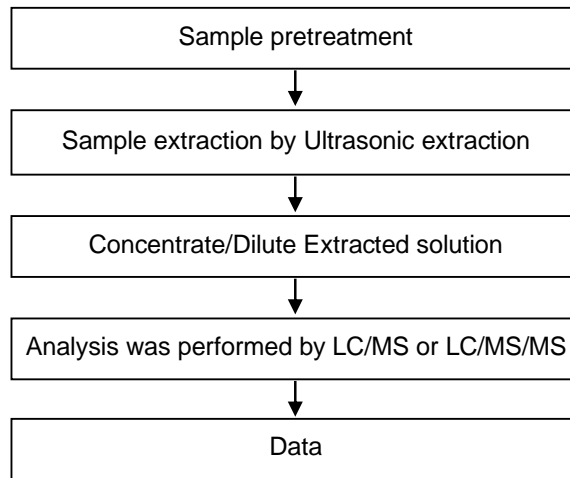 Sample pretreatment
Sample extraction by Ultrasonic extraction
Concentrate/Dilute Extracted solution
Analysis was performed by LC/MS or LC/MS/MS
Data